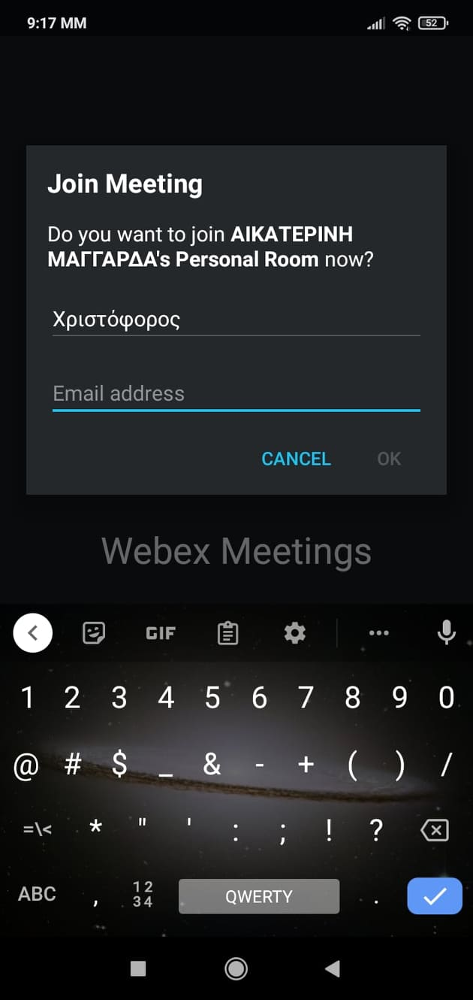 9:17 MM
52
Join Meeting
Do you want to join ΑΙΚΑΤΕΡΙΝΗ
ΜΑΓΓΑΡΔΑ's Personal Room now?
Χριστόφορος
Email address
CANCEL OK
Webex Meetings
GIF
1 2 3 4 5 6 7 8 9 0
@ # $ _ & - + ( ) /
=\< * " ' : ; ! ?
ABC , 12 34 QWERTY .